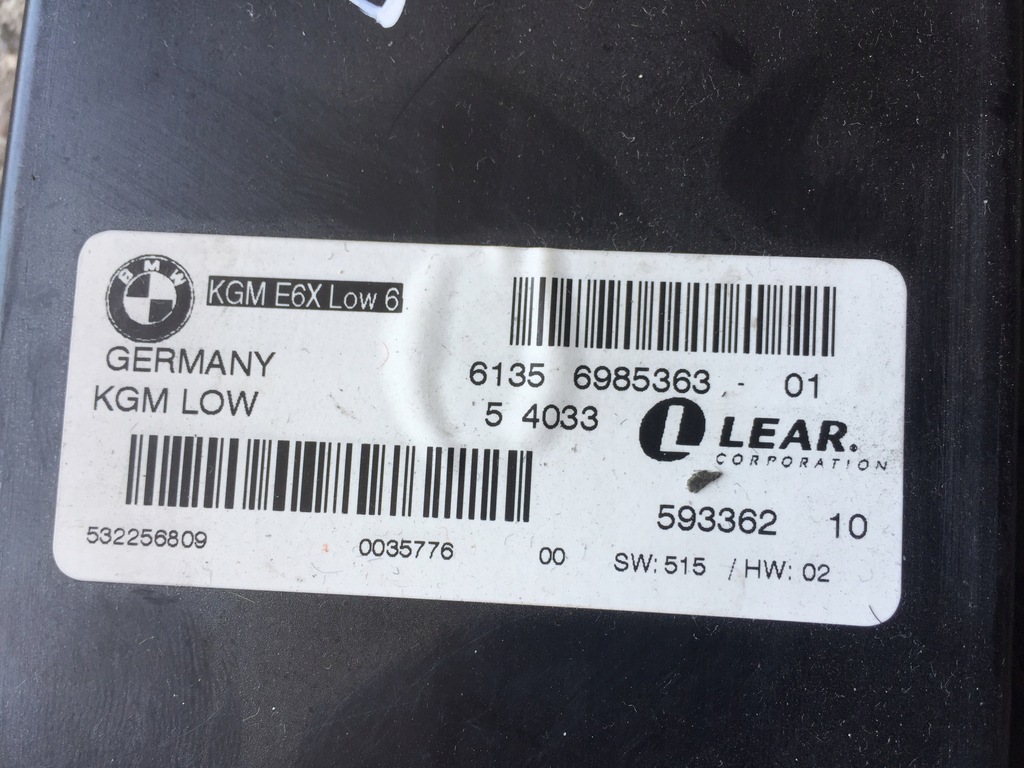 BMW
KGM E6X Low 6
GERMANY
KGM LOW
6135 6985363 - 01
5 4033
LEAR.
CORPORATION
593362 10
532256809 0035776 00 SW: 515 / HW: 02